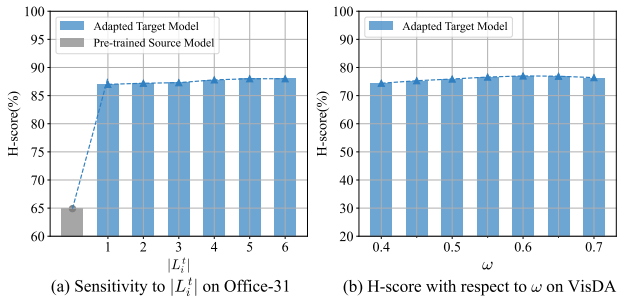 H-score(%)
100
95
90
85
80
75
70
65
60
Adapted Target Model
Pre-trained Source Model
1 2 3 4 5 6
|L_i^t|
(a) Sensitivity to |L_i^t| on Office-31
H-score(%)
100
90
80
70
60
50
40
30
20
Adapted Target Model
0.4 0.5 0.6 0.7
ω
(b) H-score with respect to ω on VisDA